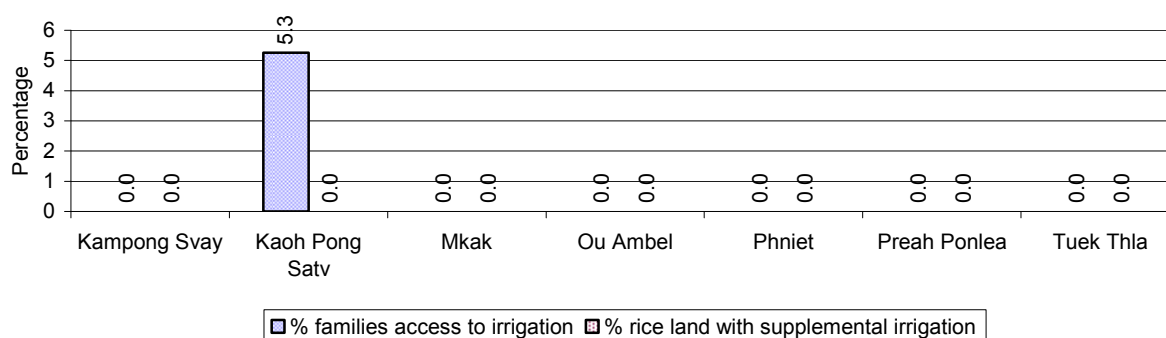 6
5
4
3
2
1
0
Percentage
0.0 0.0 5.3 0.0 0.0 0.0 0.0 0.0 0.0 0.0 0.0 0.0 0.0 0.0
Kampong Svay Kaoh Pong Mkak Ou Ambel Phniet Preah Ponlea Tuek Thla
Satv
% families access to irrigation % rice land with supplemental irrigation